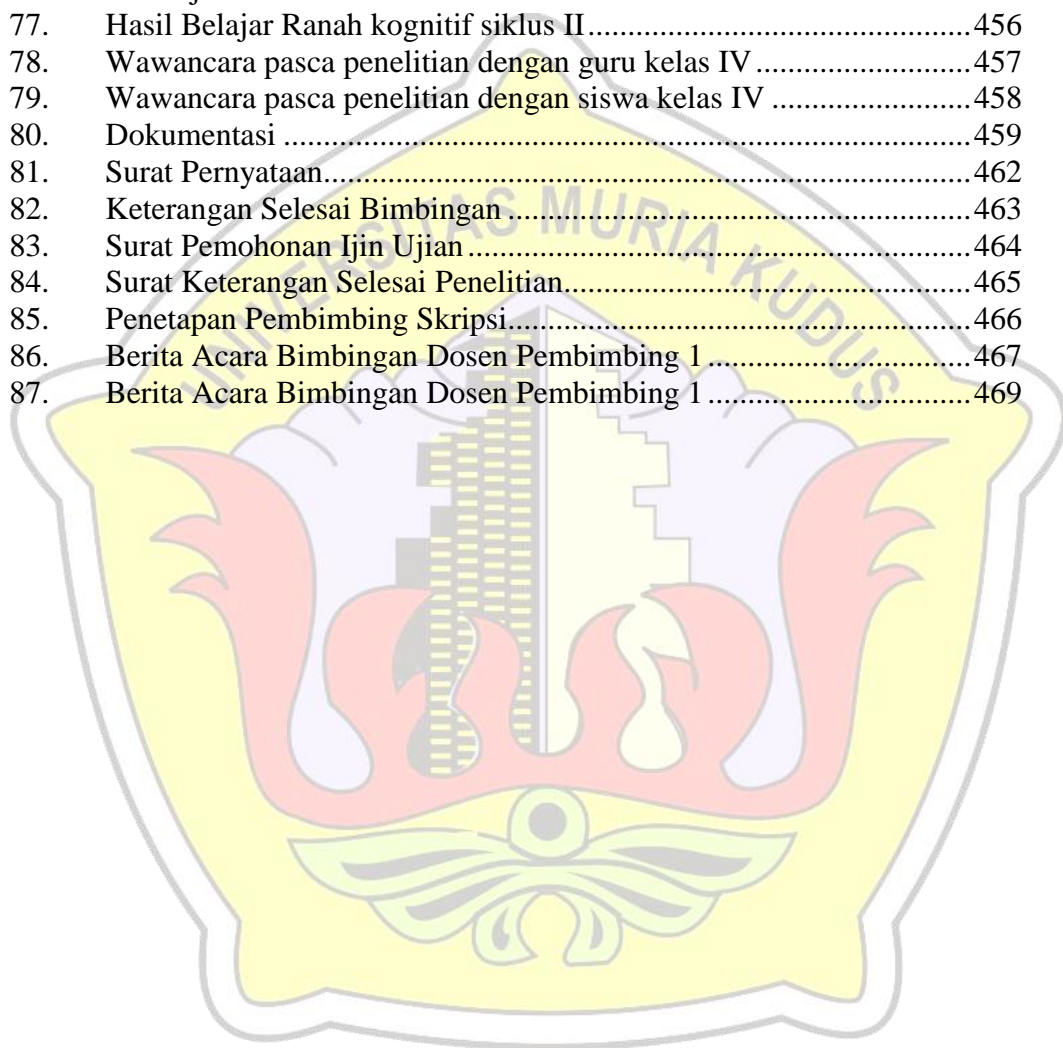 77. Hasil Belajar Ranah kognitif siklus II....................................................456
78. Wawancara pasca penelitian dengan guru kelas IV.............................457
79. Wawancara pasca penelitian dengan siswa kelas IV...........................458
80. Dokumentasi.........................................................................................459
81. Surat Pernyataan...................................................................................462
82. Keterangan Selesai Bimbingan.............................................................463
83. Surat Pemohonan Ijin Ujian..................................................................464
84. Surat Keterangan Selesai Penelitian......................................................465
85. Penetapan Pembimbing Skripsi.............................................................466
86. Berita Acara Bimbingan Dosen Pembimbing 1...................................467
87. Berita Acara Bimbingan Dosen Pembimbing 1...................................469
UNIVERSITAS MURIA KUDUS